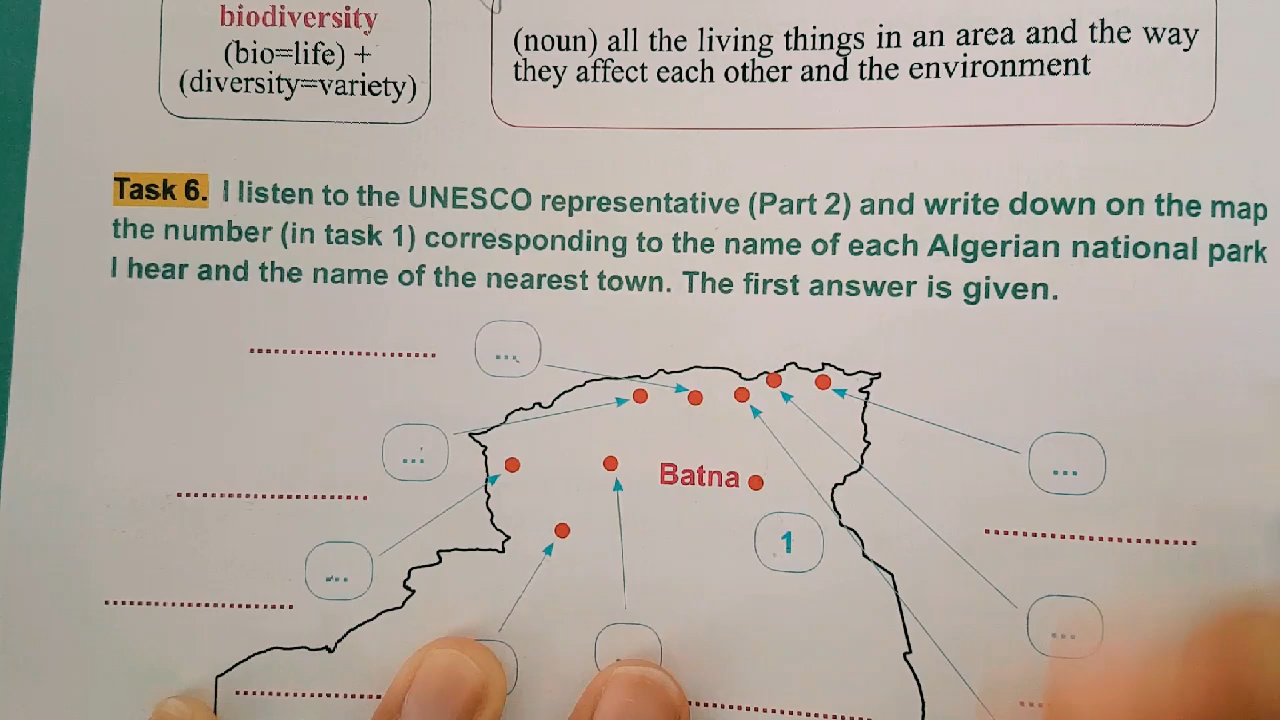 biodiversity
(bio=life) +
(diversity=variety)
(noun) all the living things in an area and the way
they affect each other and the environment
Task 6. I listen to the UNESCO representative (Part 2) and write down on the map
the number (in task 1) corresponding to the name of each Algerian national park
I hear and the name of the nearest town. The first answer is given.
...
...
...
Batna
1
...
...